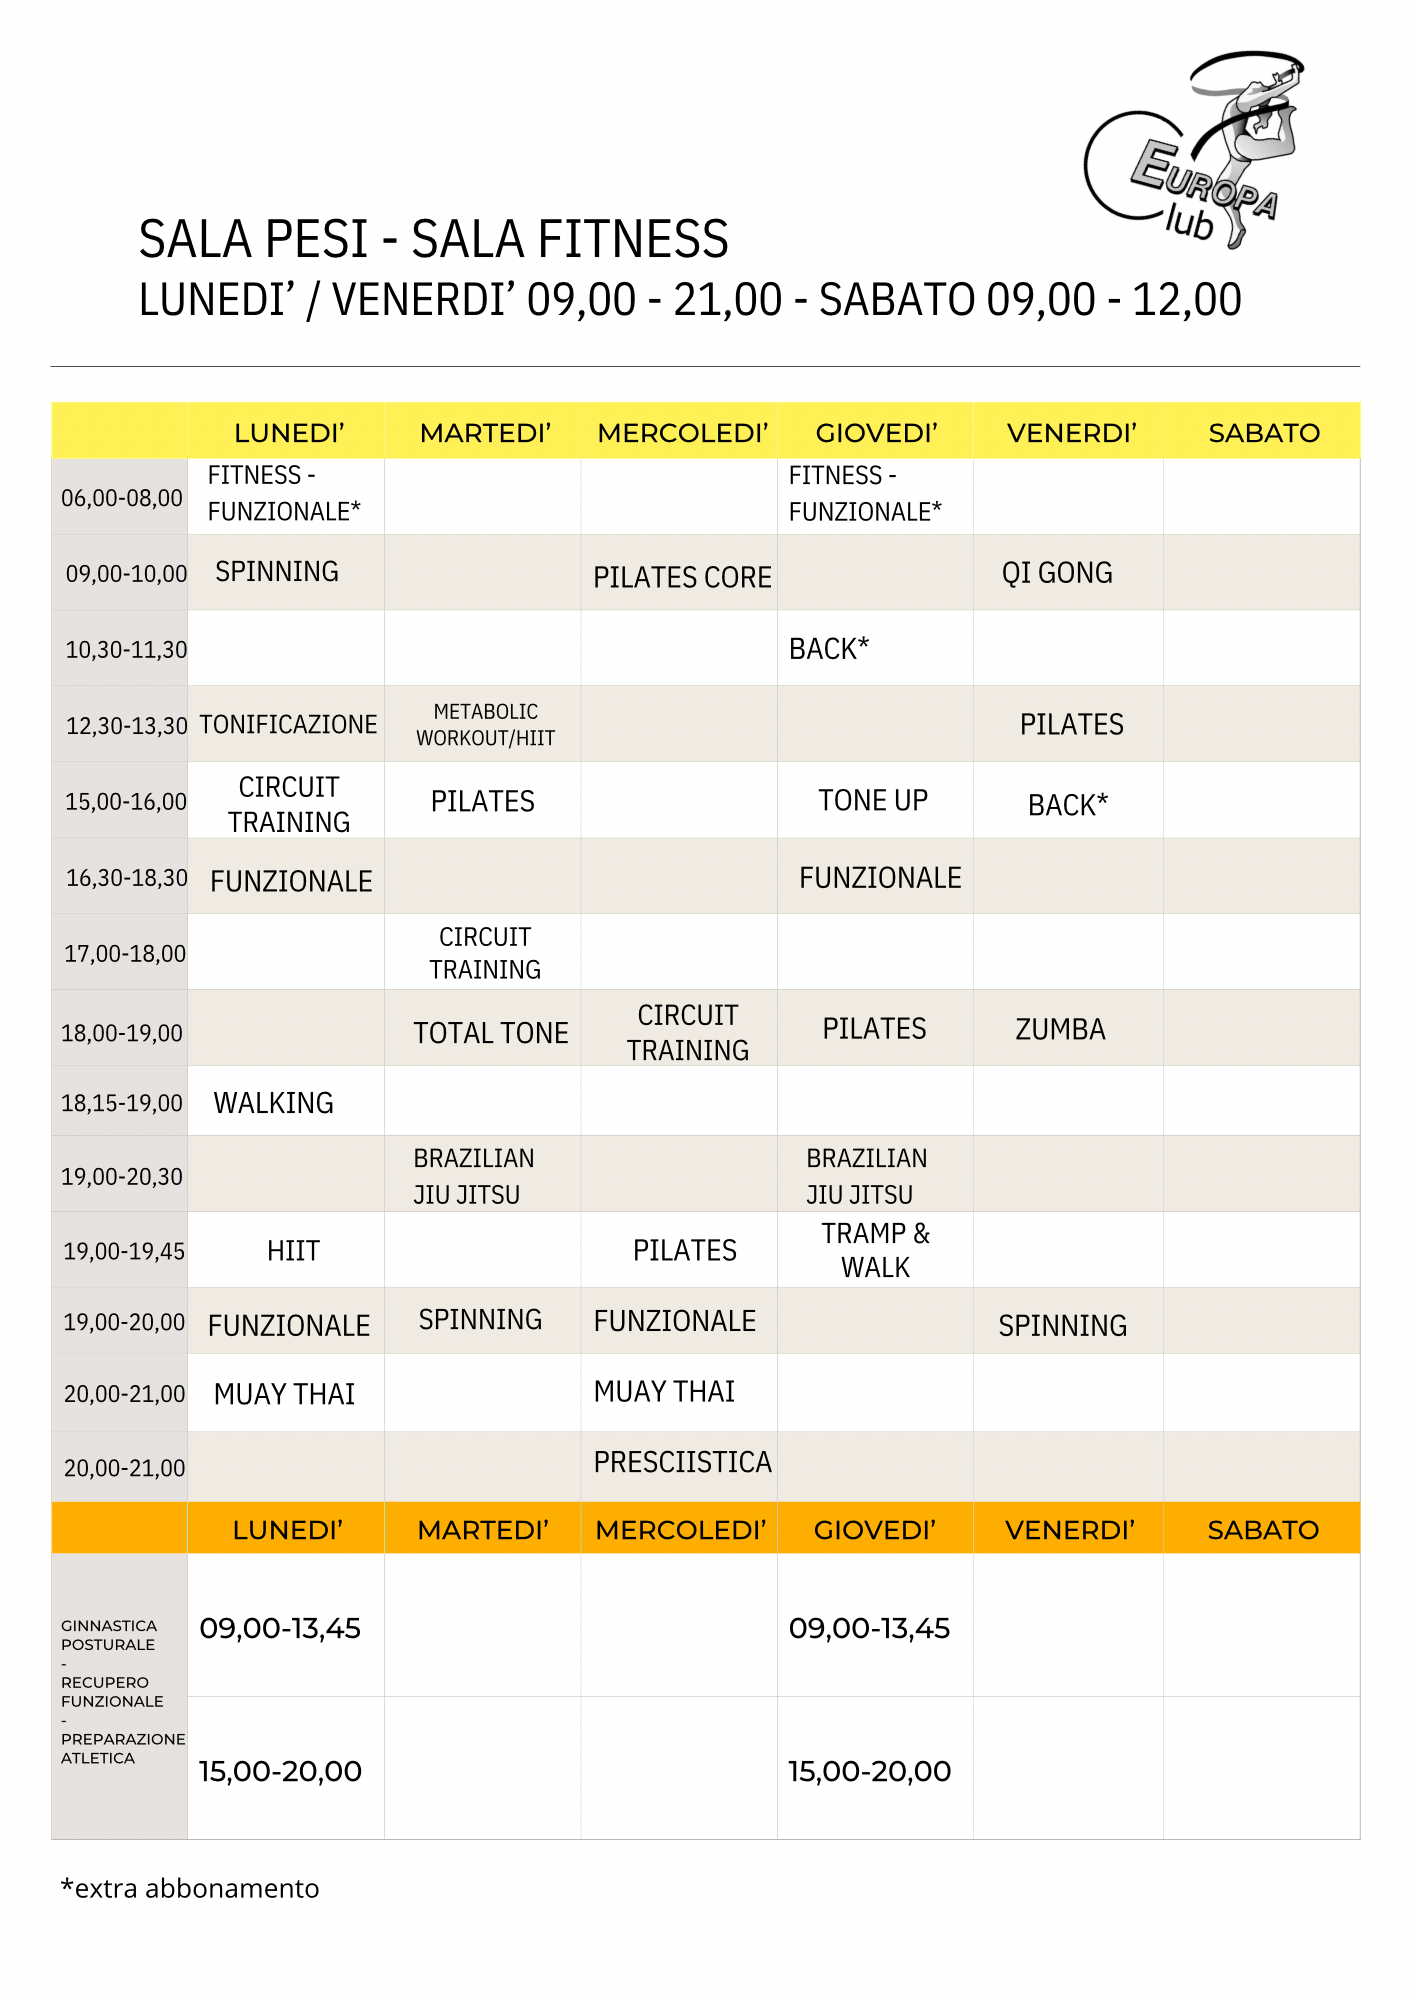 EUROPA
Club
SALA PESI - SALA FITNESS
LUNEDI’ / VENERDI’ 09,00 - 21,00 - SABATO 09,00 - 12,00
LUNEDI’ MARTEDI’ MERCOLEDI’ GIOVEDI’ VENERDI’ SABATO
06,00-08,00 FITNESS - FUNZIONALE* FITNESS - FUNZIONALE*
09,00-10,00 SPINNING PILATES CORE QI GONG
10,30-11,30 BACK*
12,30-13,30 TONIFICAZIONE METABOLIC WORKOUT/HIIT PILATES
15,00-16,00 CIRCUIT TRAINING PILATES TONE UP BACK*
16,30-18,30 FUNZIONALE FUNZIONALE
17,00-18,00 CIRCUIT TRAINING
18,00-19,00 TOTAL TONE CIRCUIT TRAINING PILATES ZUMBA
18,15-19,00 WALKING
19,00-20,30 BRAZILIAN JIU JITSU BRAZILIAN JIU JITSU
19,00-19,45 HIIT PILATES TRAMP & WALK
19,00-20,00 FUNZIONALE SPINNING FUNZIONALE SPINNING
20,00-21,00 MUAY THAI MUAY THAI
20,00-21,00 PRESCIISTICA
LUNEDI’ MARTEDI’ MERCOLEDI’ GIOVEDI’ VENERDI’ SABATO
GINNASTICA
POSTURALE
-
RECUPERO
FUNZIONALE
-
PREPARAZIONE
ATLETICA
09,00-13,45 09,00-13,45
15,00-20,00 15,00-20,00
*extra abbonamento